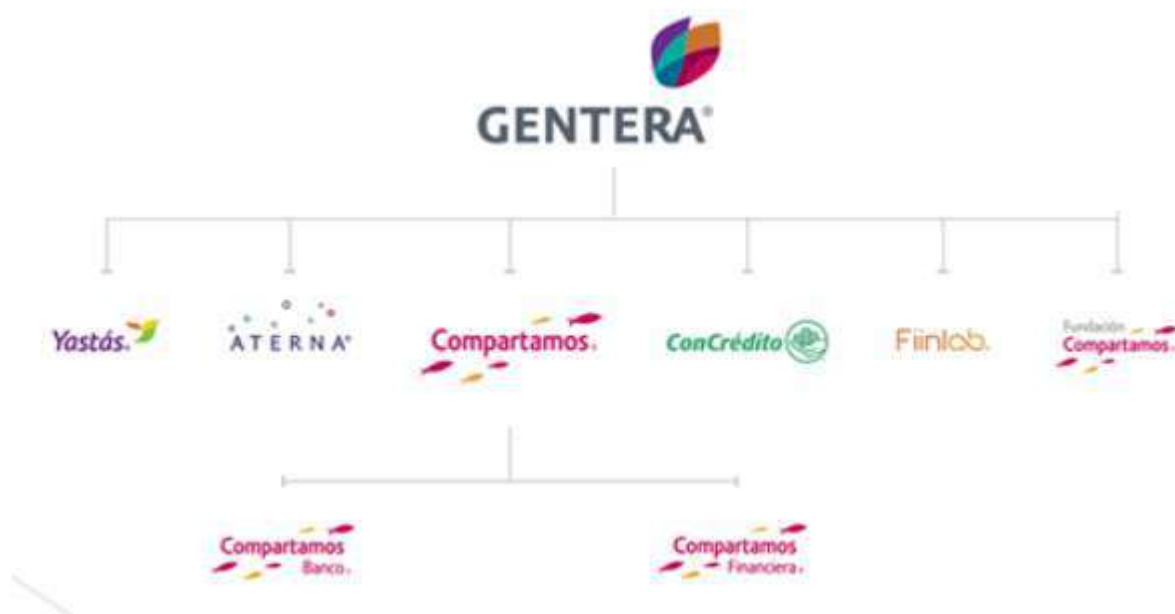 GENTERA®
Yastás®
ATERNA®
Compartamos®
ConCrédito
Fiinlab®
Fundación
Compartamos®
Compartamos
Banco®
Compartamos
Financiera®